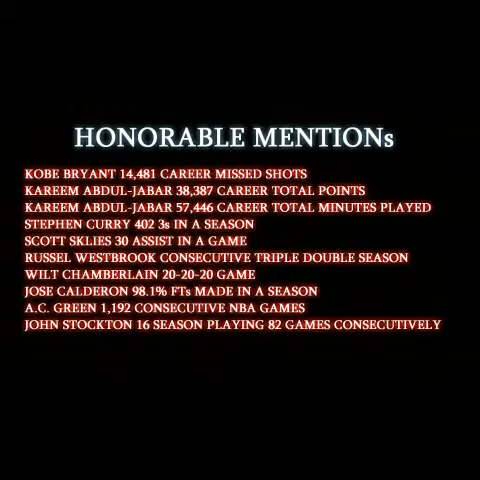 HONORABLE MENTIONs
KOBE BRYANT 14,481 CAREER MISSED SHOTS
KAREEM ABDUL-JABAR 38,387 CAREER TOTAL POINTS
KAREEM ABDUL-JABAR 57,446 CAREER TOTAL MINUTES PLAYED
STEPHEN CURRY 402 3s IN A SEASON
SCOTT SKLIES 30 ASSIST IN A GAME
RUSSEL WESTBROOK CONSECUTIVE TRIPLE DOUBLE SEASON
WILT CHAMBERLAIN 20-20-20 GAME
JOSE CALDERON 98.1% FTs MADE IN A SEASON
A.C. GREEN 1,192 CONSECUTIVE NBA GAMES
JOHN STOCKTON 16 SEASON PLAYING 82 GAMES CONSECUTIVELY